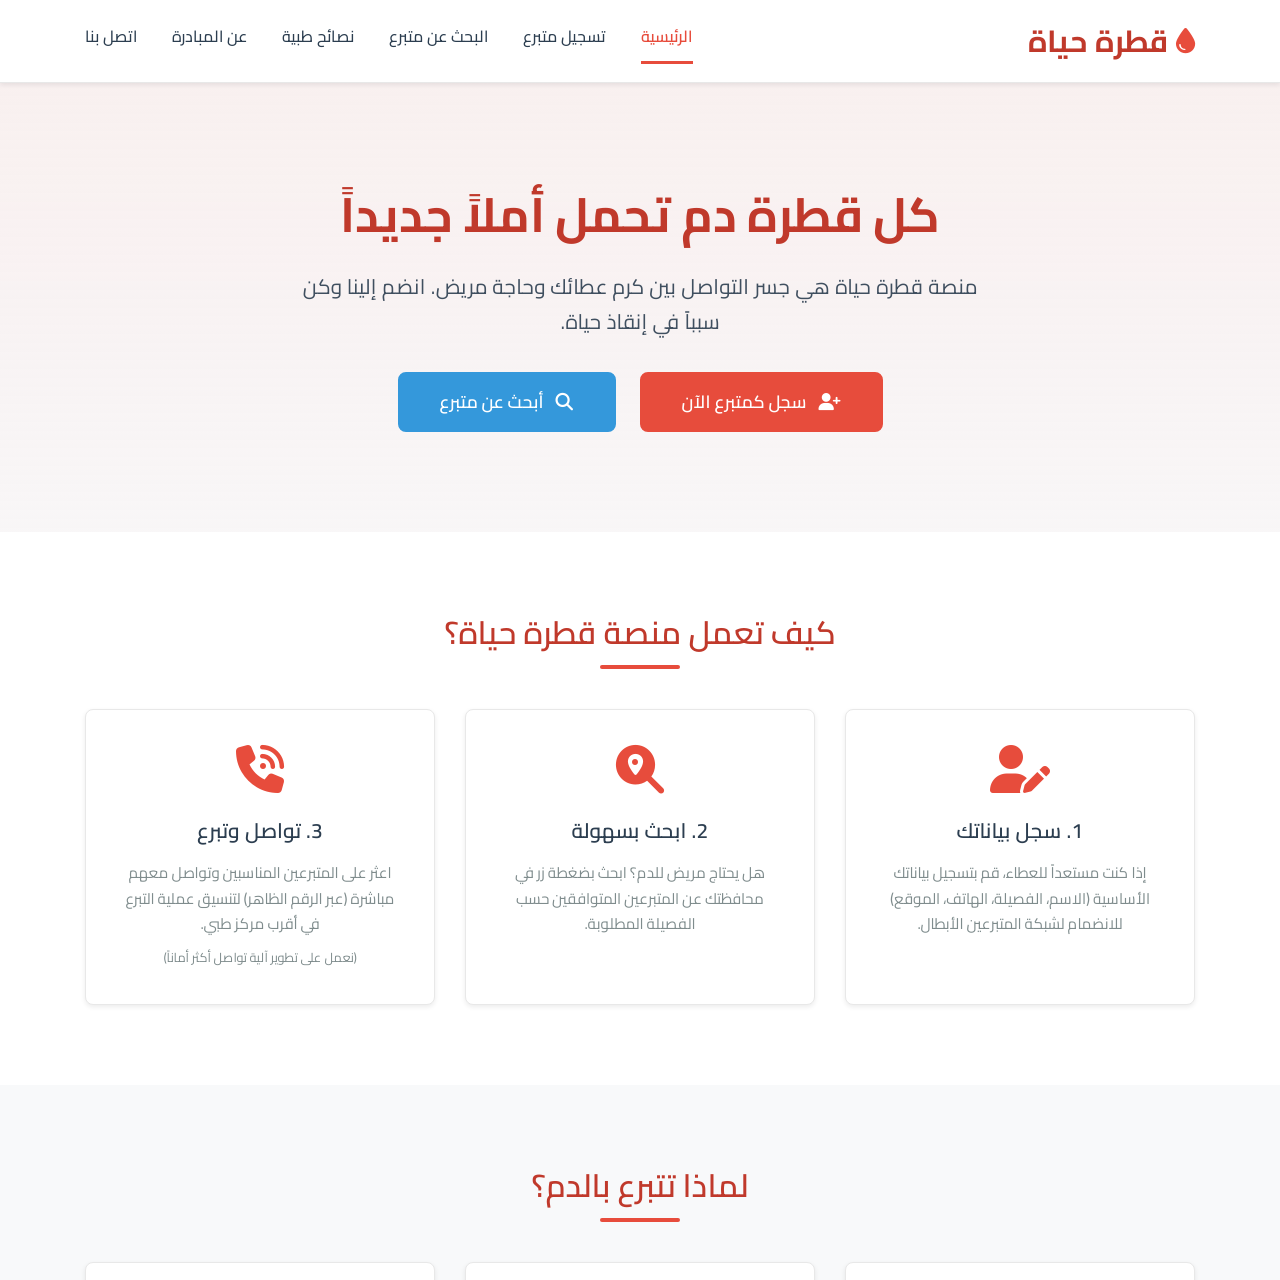 قطرة حياة
الرئيسية
تسجيل متبرع
البحث عن متبرع
نصائح طبية
عن المبادرة
اتصل بنا
كل قطرة دم تحمل أملاً جديداً
منصة قطرة حياة هي جسر التواصل بين كرم عطائك وحاجة مريض. انضم إلينا وكن
سبباً في إنقاذ حياة.
سجل كمتبرع الآن
أبحث عن متبرع
كيف تعمل منصة قطرة حياة؟
1. سجل بياناتك
إذا كنت مستعداً للعطاء، قم بتسجيل بياناتك
الأساسية (الاسم، الفصيلة، الهاتف، الموقع)
للانضمام لشبكة المتبرعين الأبطال.
2. ابحث بسهولة
هل يحتاج مريض للدم؟ ابحث بضغطة زر في
محافظتك عن المتبرعين المتوافقين حسب
الفصيلة المطلوبة.
3. تواصل وتبرع
اعثر على المتبرعين المناسبين وتواصل معهم
مباشرة (عبر الرقم الظاهر) لتنسيق عملية التبرع
في أقرب مركز طبي.
(نعمل على تطوير آلية تواصل أكثر أماناً)
لماذا تتبرع بالدم؟